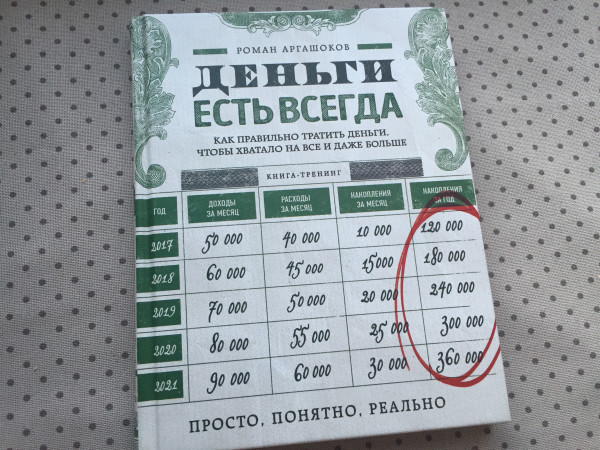 РОМАН АРГАШОКОВ
ДЕНЬГИ
ЕСТЬ ВСЕГДА
КАК ПРАВИЛЬНО ТРАТИТЬ ДЕНЬГИ,
ЧТОБЫ ХВАТАЛО НА ВСЕ И ДАЖЕ БОЛЬШЕ
КНИГА-ТРЕНИНГ
ГОД ДОХОДЫ ЗА МЕСЯЦ РАСХОДЫ ЗА МЕСЯЦ НАКОПЛЕНИЯ ЗА МЕСЯЦ НАКОПЛЕНИЯ ЗА ГОД
2017 50 000 40 000 10 000 120 000
2018 60 000 45 000 15000 180 000
2019 70 000 50 000 20 000 240 000
2020 80 000 55 000 25 000 300 000
2021 90 000 60 000 30 000 360 000
ПРОСТО, ПОНЯТНО, РЕАЛЬНО